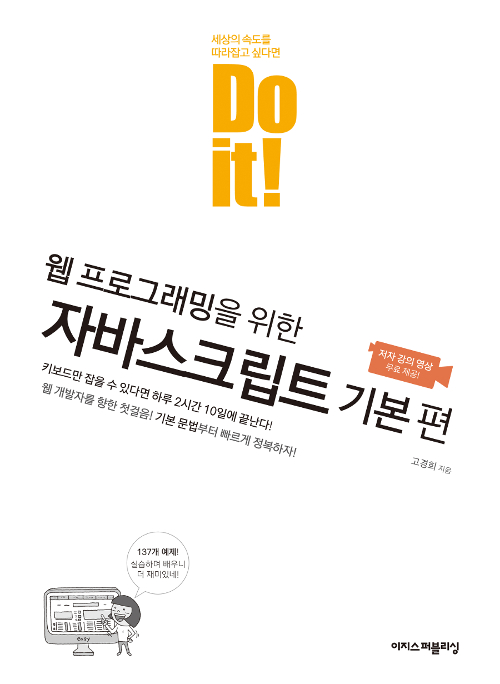 세상의 속도를
따라잡고 싶다면
Do
it!
웹 프로그래밍을 위한
자바스크립트 기본 편
저자 강의 영상
무료 제공!
키보드만 잡을 수 있다면 하루 2시간 10일에 끝난다!
웹 개발자를 향한 첫걸음! 기본 문법부터 빠르게 정복하자!
고경희 지음
137개 예제!
실습하며 배우니
더 재미있네!
easy
이지스퍼블리싱